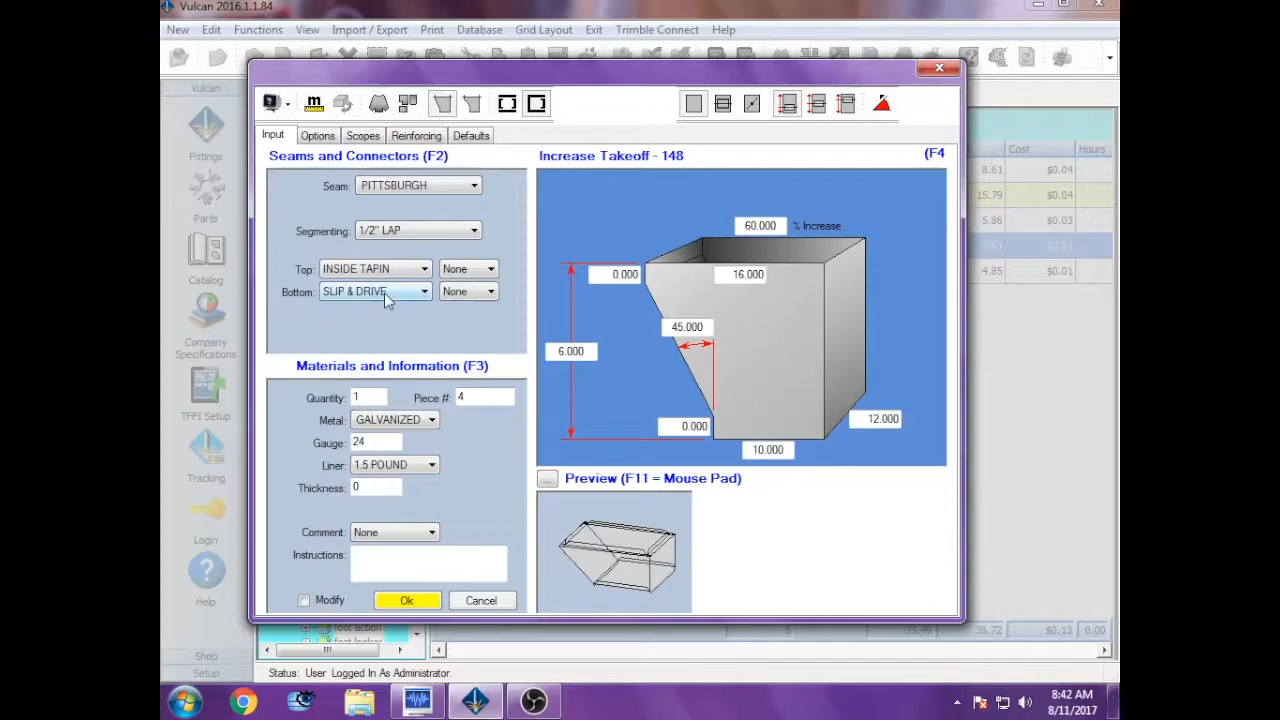 Vulcan 2016.1.1.84
New Edit Functions View Import / Export Print Database Grid Layout Exit Trimble Connect Help
Vulcan
Fittings
Parts
Catalog
Company
Specifications
TFFI Setup
Tracking
Login
Help
Shop
Setup
m
Input Options Scopes Reinforcing Defaults
Seams and Connectors (F2)
Seam: PITTSBURGH
Segmenting: 1/2" LAP
Top: INSIDE TAPIN None
Bottom: SLIP & DRIVE None
Materials and Information (F3)
Quantity: 1 Piece #: 4
Metal: GALVANIZED
Gauge: 24
Liner: 1.5 POUND
Thickness: 0
Comment: None
Instructions:
Modify Ok Cancel
Increase Takeoff - 148 (F4
60.000 % Increase
0.000 16.000
45.000
6.000
0.000 12.000
10.000
... Preview (F11 = Mouse Pad)
Cost Hours
8.61 $0.04
15.79 $0.04
5.86 $0.03
4.85 $0.01
38.72 $0.13 0.00
foot action
foot locker
Status: User Logged In As Administrator.
8:42 AM
8/11/2017